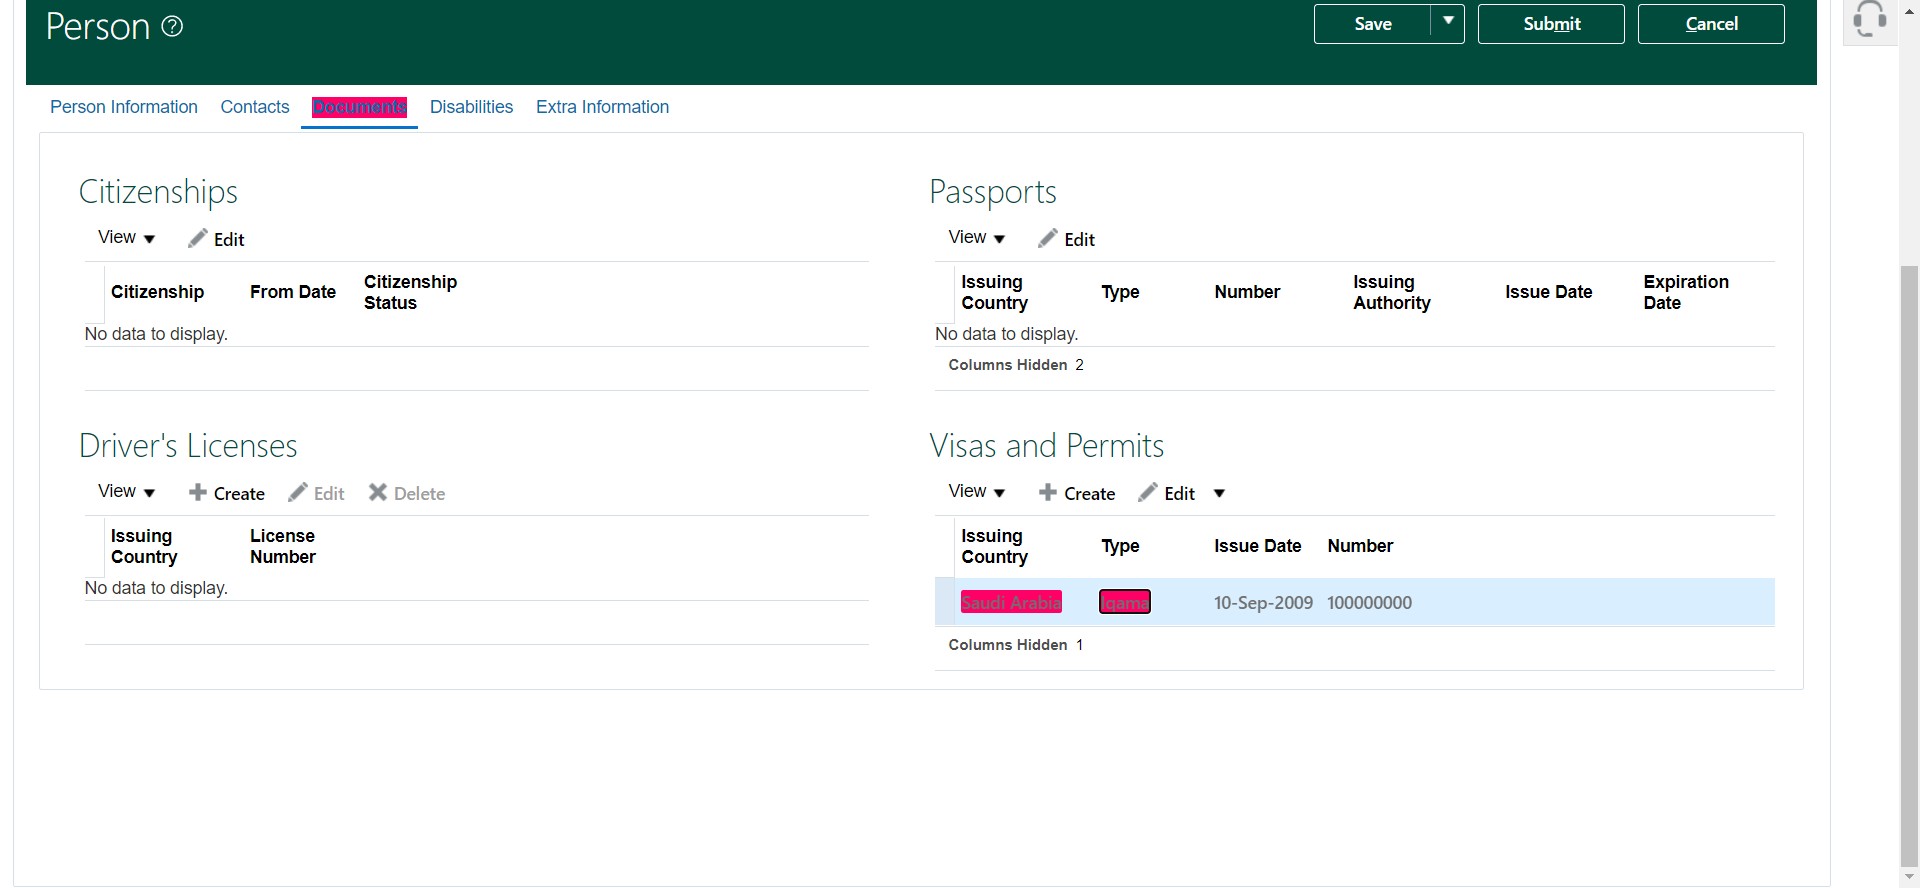 Person
Save Submit Cancel
Person Information Contacts Documents Disabilities Extra Information
Citizenships
View Edit
Citizenship From Date Citizenship Status
No data to display.
Passports
View Edit
Issuing Country Type Number Issuing Authority Issue Date Expiration Date
No data to display.
Columns Hidden 2
Driver's Licenses
View Create Edit Delete
Issuing Country License Number
No data to display.
Visas and Permits
View Create Edit
Issuing Country Type Issue Date Number
Saudi Arabia Iqama 10-Sep-2009 100000000
Columns Hidden 1